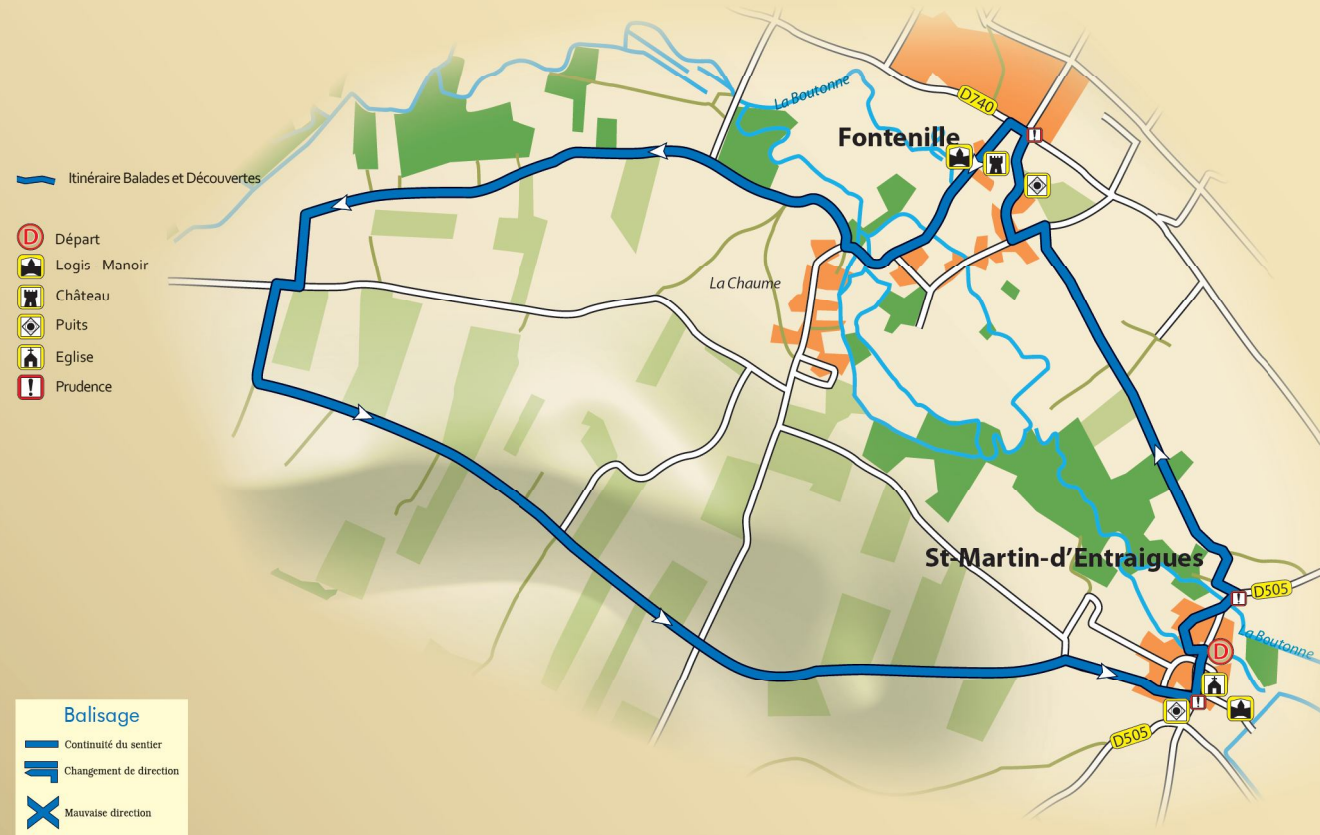 Itinéraire Balades et Découvertes
D
Départ
Logis Manoir
Château
Puits
Eglise
!
Prudence
Balisage
Continuité du sentier
Changement de direction
Mauvaise direction
La Boutonne
D740
Fontenille
!
La Chaume
St-Martin-d'Entraigues
!
D505
La Boutonne
D
!
D505